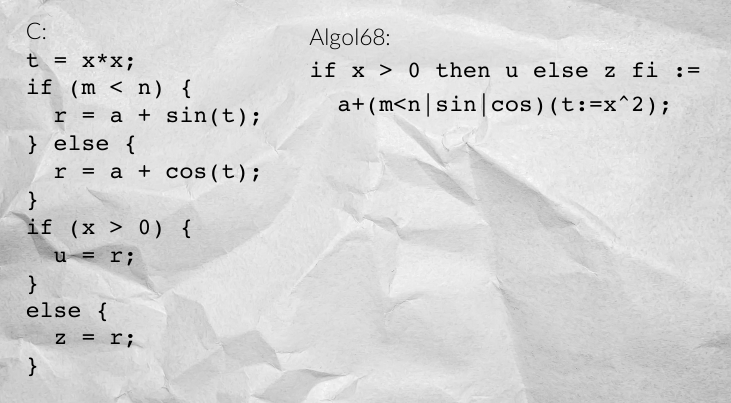 C:
t = x*x;
if (m < n) {
  r = a + sin(t);
} else {
  r = a + cos(t);
}
if (x > 0) {
  u = r;
}
else {
  z = r;
}
Algol68:
if x > 0 then u else z fi :=
  a+(m<n|sin|cos)(t:=x^2);